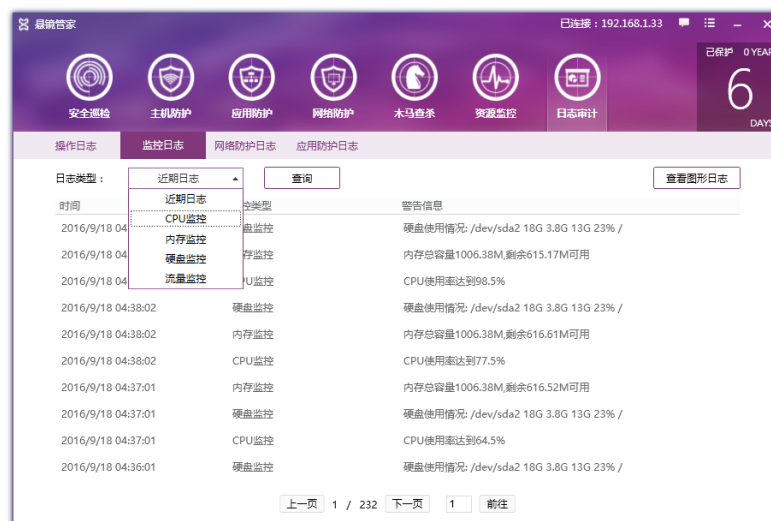 悬镜管家 已连接：192.168.1.33
已保护 0 YEAR
6
DAYS
安全巡检 主机防护 应用防护 网络防护 木马查杀 资源监控 日志审计
操作日志 监控日志 网络防护日志 应用防护日志
日志类型： 近期日志 查询 查看图形日志
近期日志
CPU监控
内存监控
硬盘监控
流量监控
时间 控类型 警告信息
2016/9/18 04 盘监控 硬盘使用情况: /dev/sda2 18G 3.8G 13G 23% /
2016/9/18 04 存监控 内存总容量1006.38M,剩余615.17M可用
2016/9/18 04 PU监控 CPU使用率达到98.5%
2016/9/18 04:38:02 硬盘监控 硬盘使用情况: /dev/sda2 18G 3.8G 13G 23% /
2016/9/18 04:38:02 内存监控 内存总容量1006.38M,剩余616.61M可用
2016/9/18 04:38:02 CPU监控 CPU使用率达到77.5%
2016/9/18 04:37:01 内存监控 内存总容量1006.38M,剩余616.52M可用
2016/9/18 04:37:01 硬盘监控 硬盘使用情况: /dev/sda2 18G 3.8G 13G 23% /
2016/9/18 04:37:01 CPU监控 CPU使用率达到64.5%
2016/9/18 04:36:01 硬盘监控 硬盘使用情况: /dev/sda2 18G 3.8G 13G 23% /
上一页 1 / 232 下一页 1 前往